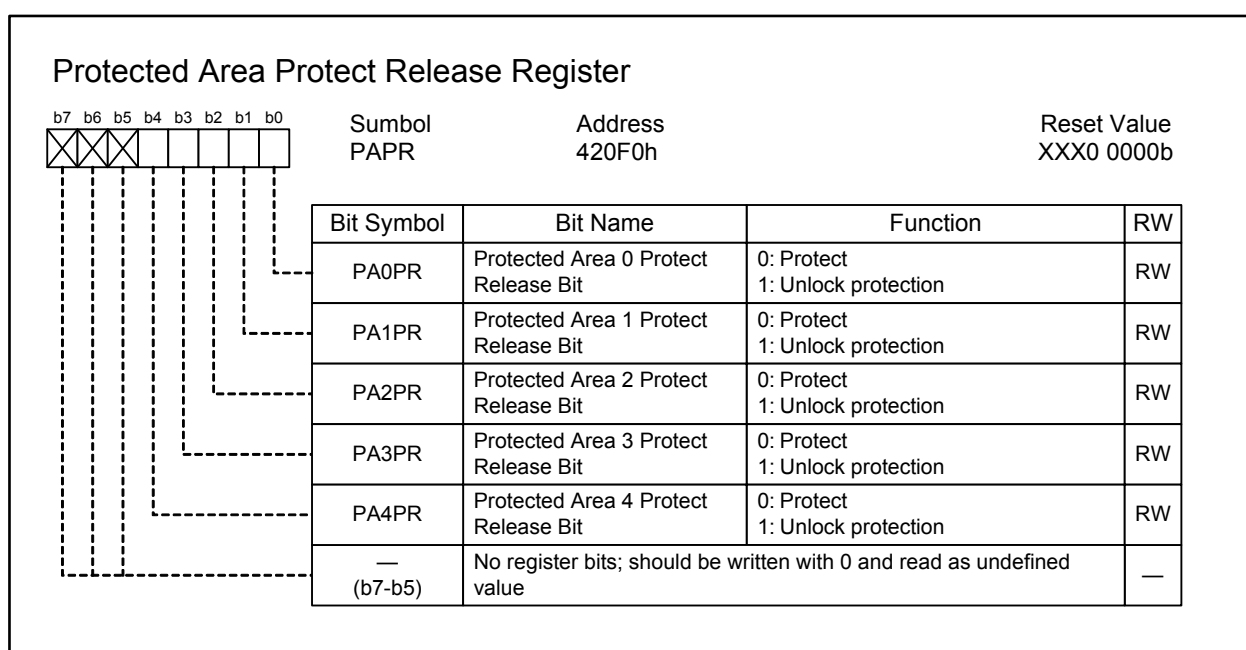 Protected Area Protect Release Register
b7 b6 b5 b4 b3 b2 b1 b0
Sumbol Address Reset Value
PAPR 420F0h XXX0 0000b
Bit Symbol Bit Name Function RW
PA0PR Protected Area 0 Protect Release Bit 0: Protect 1: Unlock protection RW
PA1PR Protected Area 1 Protect Release Bit 0: Protect 1: Unlock protection RW
PA2PR Protected Area 2 Protect Release Bit 0: Protect 1: Unlock protection RW
PA3PR Protected Area 3 Protect Release Bit 0: Protect 1: Unlock protection RW
PA4PR Protected Area 4 Protect Release Bit 0: Protect 1: Unlock protection RW
— (b7-b5) No register bits; should be written with 0 and read as undefined value —